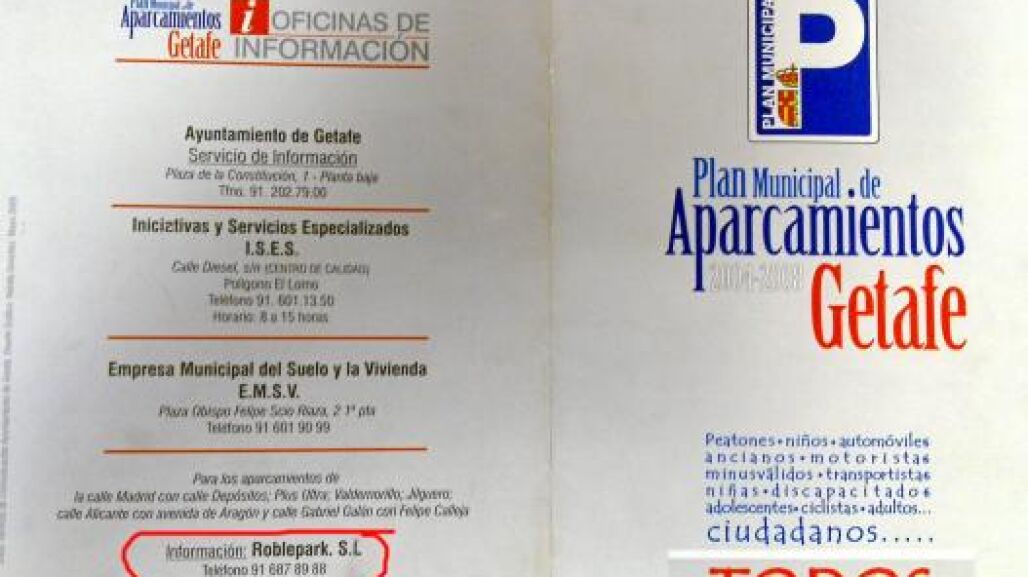 Plan Municipal de
Aparcamientos
Getafe
i OFICINAS DE
INFORMACIÓN
Ayuntamiento de Getafe
Servicio de Información
Plaza de la Constitución, 1 - Planta baja
Tfno. 91. 202.79.00
Iniciztivas y Servicios Especializados
I.S.E.S.
Calle Diesel, s/n (CENTRO DE CALIDAD)
Polígono El Lomo
Teléfono 91. 601.13.50
Horario: 8 a 15 horas
Empresa Municipal del Suelo y la Vivienda
E.M.S.V.
Plaza Obispo Felipe Scio Riaza, 2 1ª pta
Teléfono 91 601 90 99
Para los aparcamientos de
la calle Madrid con calle Depósitos; Plus Ultra; Valdemorillo; Jilguero;
calle Alicante con avenida de Aragón y calle Gabriel Galán con Felipe Calleja
Información: Roblepark. S.L
Teléfono 91 687 89 88
PLAN MUNICIPA
P
Plan Municipal de
Aparcamientos
2004-2008
Getafe
Peatones•niños•automóviles
ancianos•motoristas
minusválidos•transportistas
niñas•discapacitados
adolescentes•ciclistas•adultos...
ciudadanos.....
TODOS